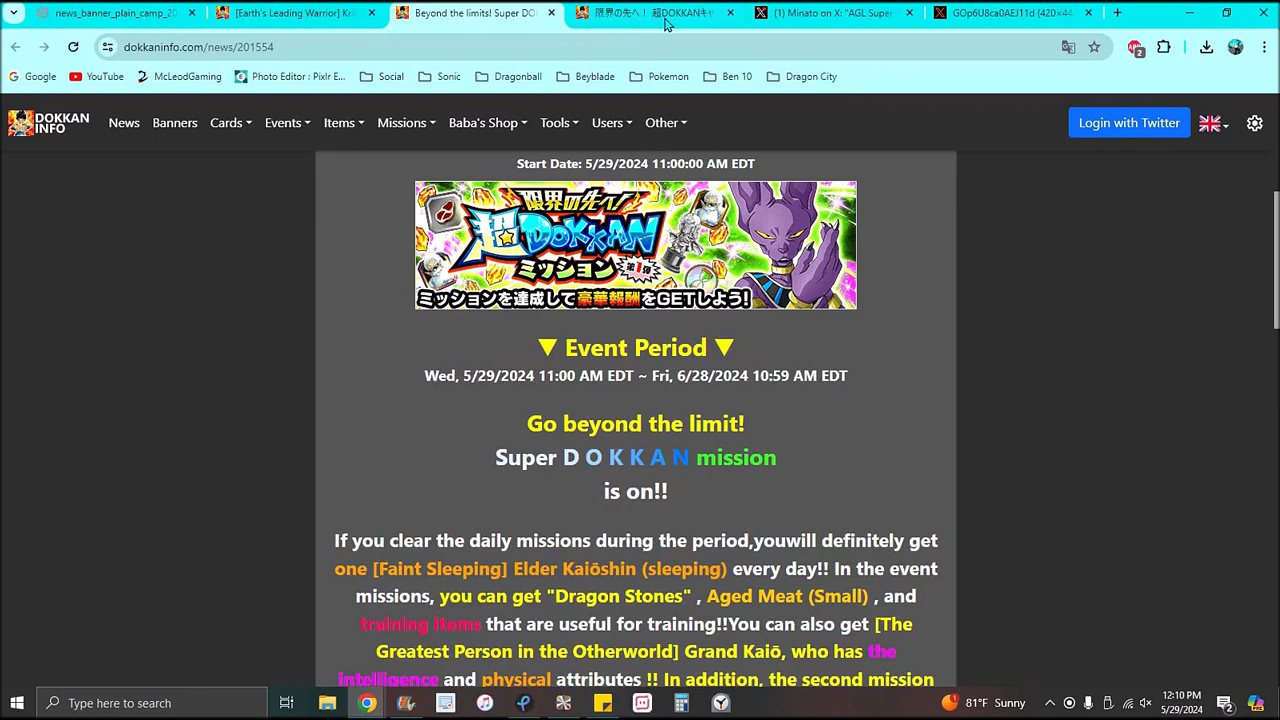 news_banner_plain_camp_20
[Earth's Leading Warrior] Kri
Beyond the limits! Super DO
限界の先へ！ 超DOKKANキャ
(1) Minato on X: "AGL Super
GOp6U8ca0AEJ11d (420×44
dokkaninfo.com/news/201554
2
Google
YouTube
McLeodGaming
Photo Editor : Pixlr E...
Social
Sonic
Dragonball
Beyblade
Pokemon
Ben 10
Dragon City
DOKKAN INFO
News
Banners
Cards
Events
Items
Missions
Baba's Shop
Tools
Users
Other
Login with Twitter
Start Date: 5/29/2024 11:00:00 AM EDT
限界の先へ!
超DOKKAN
ミッション 第1弾
ミッションを達成して豪華報酬をGETしよう!
▼ Event Period ▼
Wed, 5/29/2024 11:00 AM EDT ~ Fri, 6/28/2024 10:59 AM EDT
Go beyond the limit!
Super D O K K A N mission
is on!!
If you clear the daily missions during the period,youwill definitely get
one [Faint Sleeping] Elder Kaiōshin (sleeping) every day!! In the event
missions, you can get "Dragon Stones" , Aged Meat (Small) , and
training items that are useful for training!!You can also get [The
Greatest Person in the Otherworld] Grand Kaiō, who has the
intelligence and physical attributes !! In addition, the second mission
Type here to search
81°F Sunny
12:10 PM
5/29/2024
2